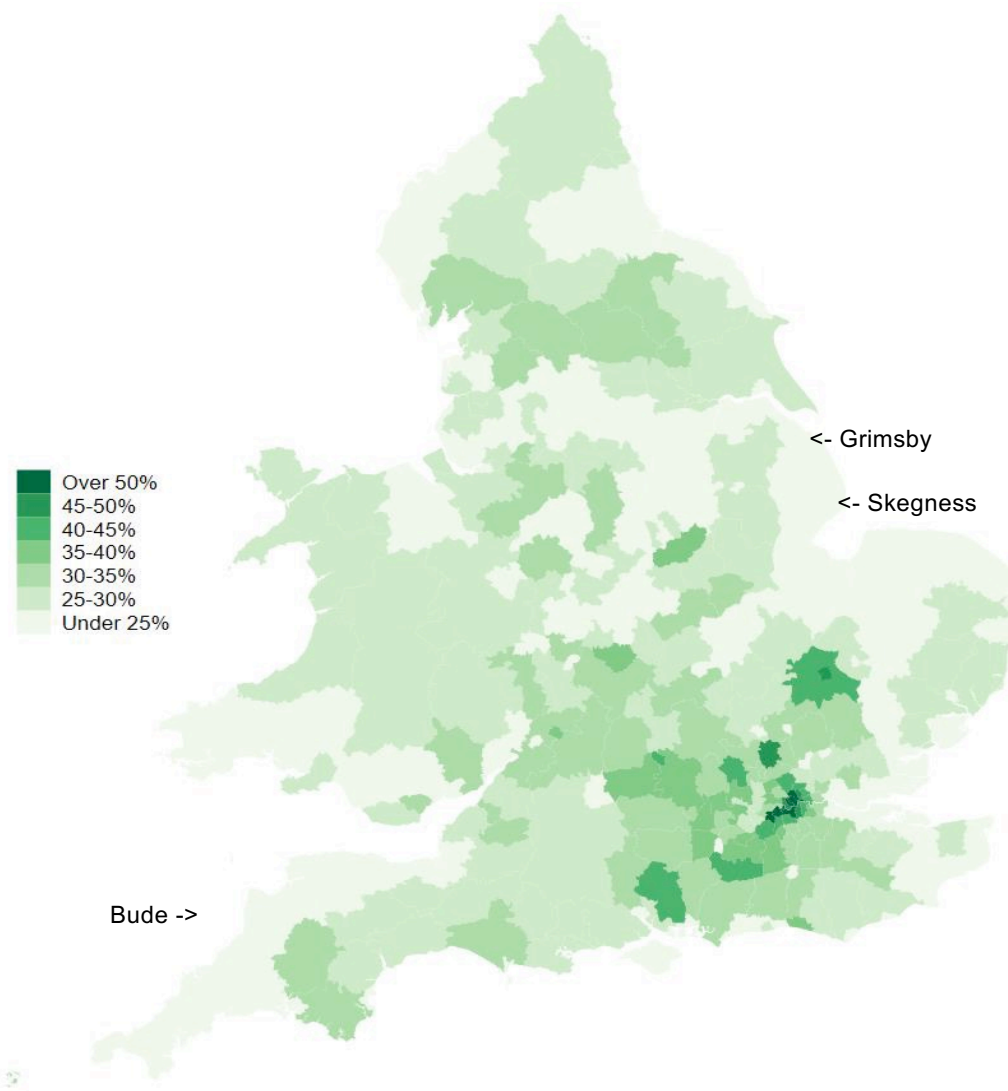 <- Grimsby
Over 50%
45-50%
<- Skegness
40-45%
35-40%
30-35%
25-30%
Under 25%
Bude ->